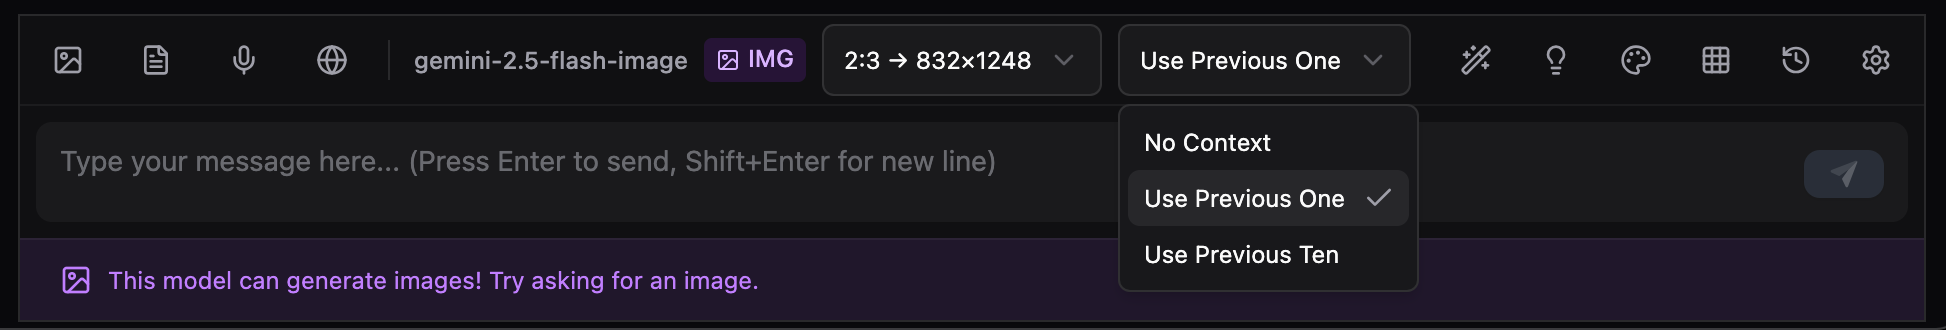 gemini-2.5-flash-image IMG 2:3 → 832×1248 Use Previous One
Type your message here... (Press Enter to send, Shift+Enter for new line)
No Context
Use Previous One
Use Previous Ten
This model can generate images! Try asking for an image.